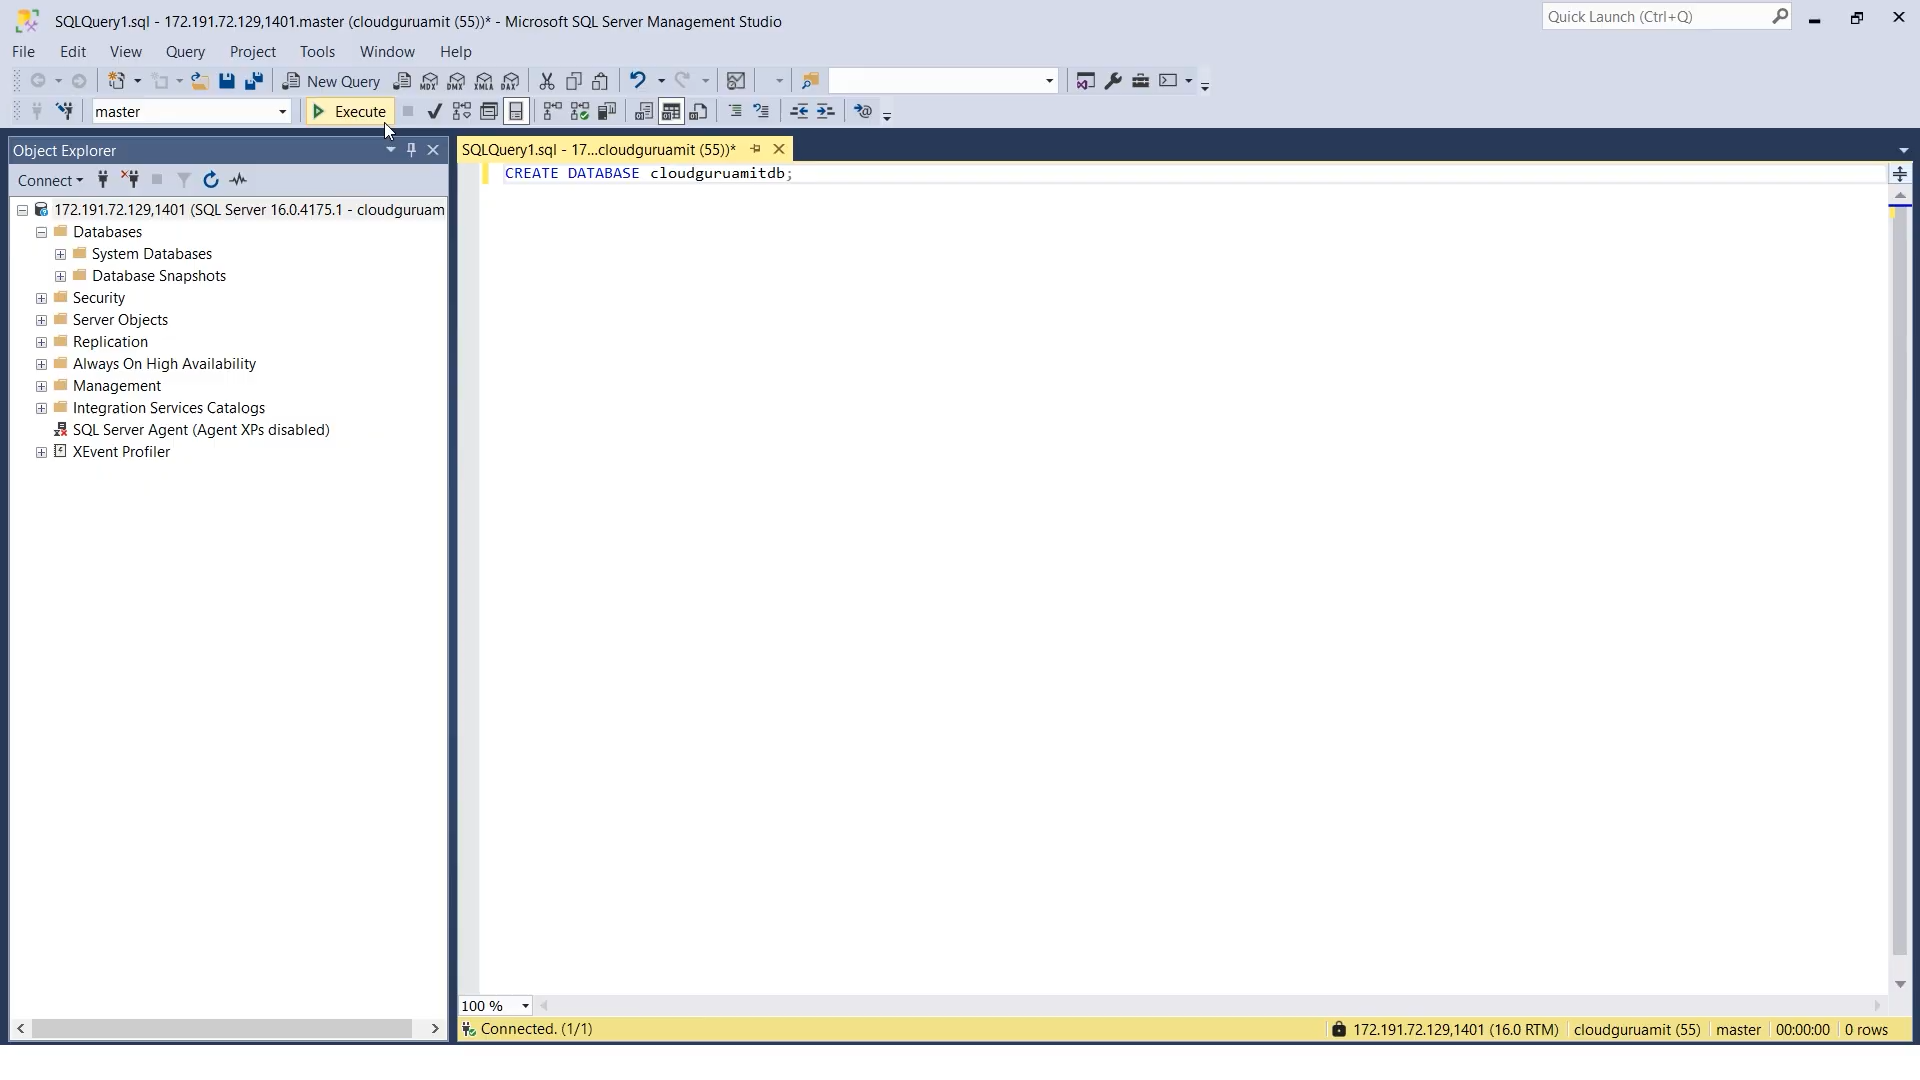 SQLQuery1.sql - 172.191.72.129,1401.master (cloudguruamit (55))* - Microsoft SQL Server Management Studio
Quick Launch (Ctrl+Q)
File Edit View Query Project Tools Window Help
New Query MDX DMX XMLA DAX
master Execute
Object Explorer
SQLQuery1.sql - 17...cloudguruamit (55))*
Connect
CREATE DATABASE cloudguruamitdb;
172.191.72.129,1401 (SQL Server 16.0.4175.1 - cloudguruam
Databases
System Databases
Database Snapshots
Security
Server Objects
Replication
Always On High Availability
Management
Integration Services Catalogs
SQL Server Agent (Agent XPs disabled)
XEvent Profiler
100 %
Connected. (1/1) 172.191.72.129,1401 (16.0 RTM) cloudguruamit (55) master 00:00:00 0 rows